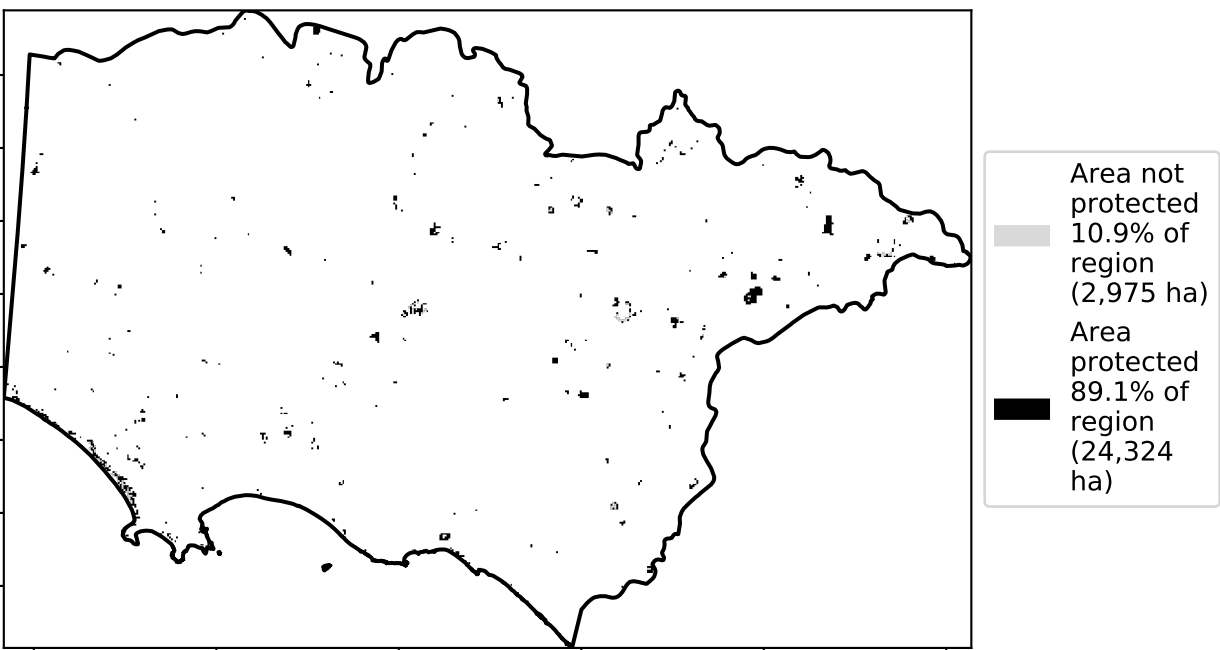 Area not
protected
10.9% of
region
(2,975 ha)
Area
protected
89.1% of
region
(24,324
ha)